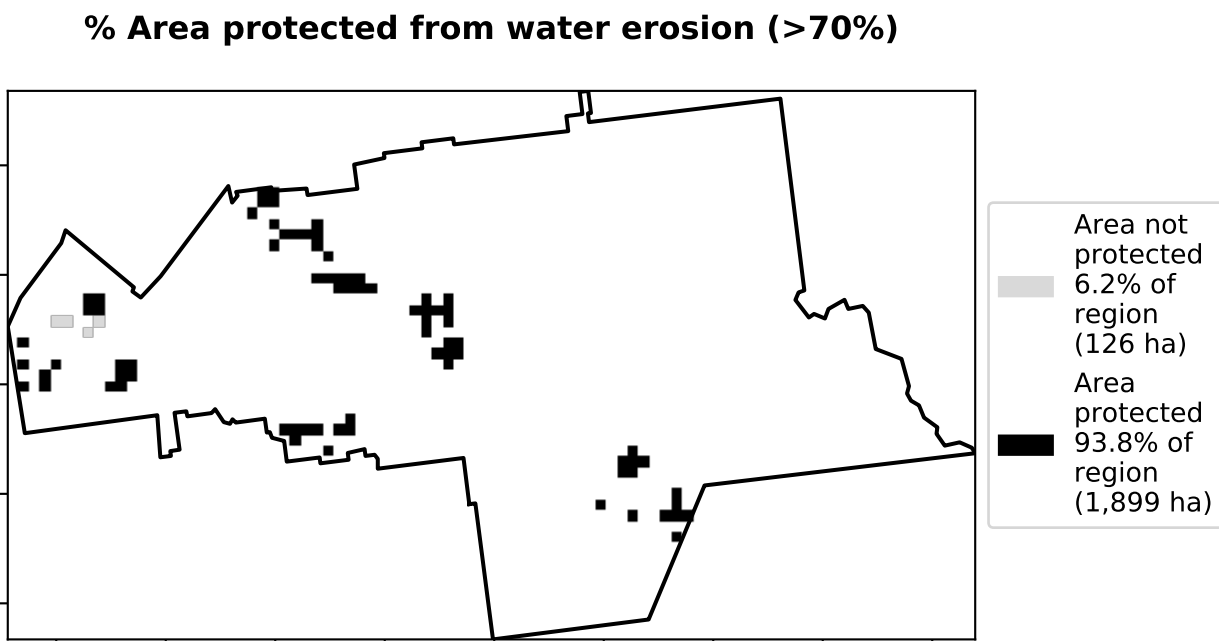 % Area protected from water erosion (>70%)
Area not
protected
6.2% of
region
(126 ha)
Area
protected
93.8% of
region
(1,899 ha)